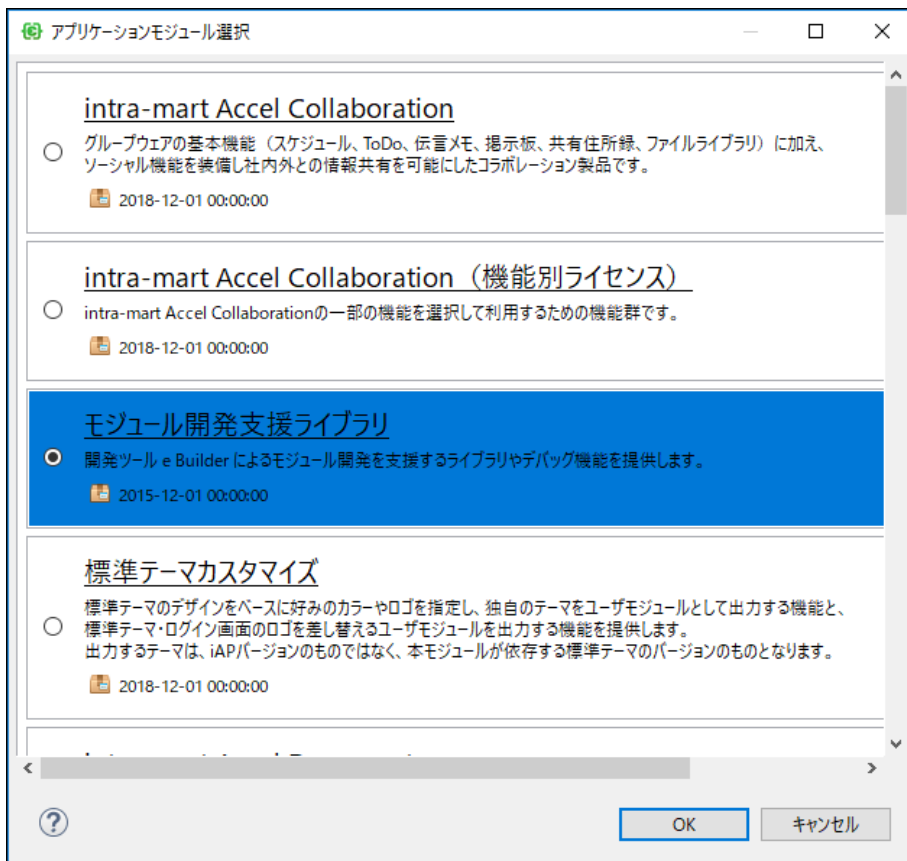 アプリケーションモジュール選択
intra-mart Accel Collaboration
グループウェアの基本機能（スケジュール、ToDo、伝言メモ、掲示板、共有住所録、ファイルライブラリ）に加え、
ソーシャル機能を装備し社内外との情報共有を可能にしたコラボレーション製品です。
2018-12-01 00:00:00
intra-mart Accel Collaboration（機能別ライセンス）
intra-mart Accel Collaborationの一部の機能を選択して利用するための機能群です。
2018-12-01 00:00:00
モジュール開発支援ライブラリ
開発ツール e Builder によるモジュール開発を支援するライブラリやデバッグ機能を提供します。
2015-12-01 00:00:00
標準テーマカスタマイズ
標準テーマのデザインをベースに好みのカラーやロゴを指定し、独自のテーマをユーザモジュールとして出力する機能と、
標準テーマ・ログイン画面のロゴを差し替えるユーザモジュールを出力する機能を提供します。
出力するテーマは、iAPバージョンのものではなく、本モジュールが依存する標準テーマのバージョンのものとなります。
2018-12-01 00:00:00
OK
キャンセル